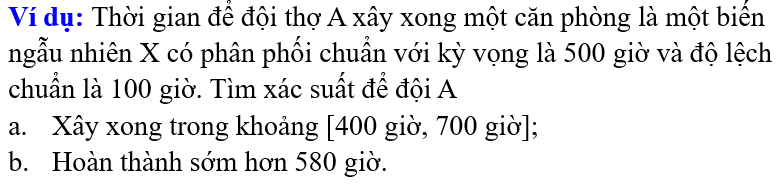 Ví dụ: Thời gian để đội thợ A xây xong một căn phòng là một biến
ngẫu nhiên X có phân phối chuẩn với kỳ vọng là 500 giờ và độ lệch
chuẩn là 100 giờ. Tìm xác suất để đội A
a. Xây xong trong khoảng [400 giờ, 700 giờ];
b. Hoàn thành sớm hơn 580 giờ.